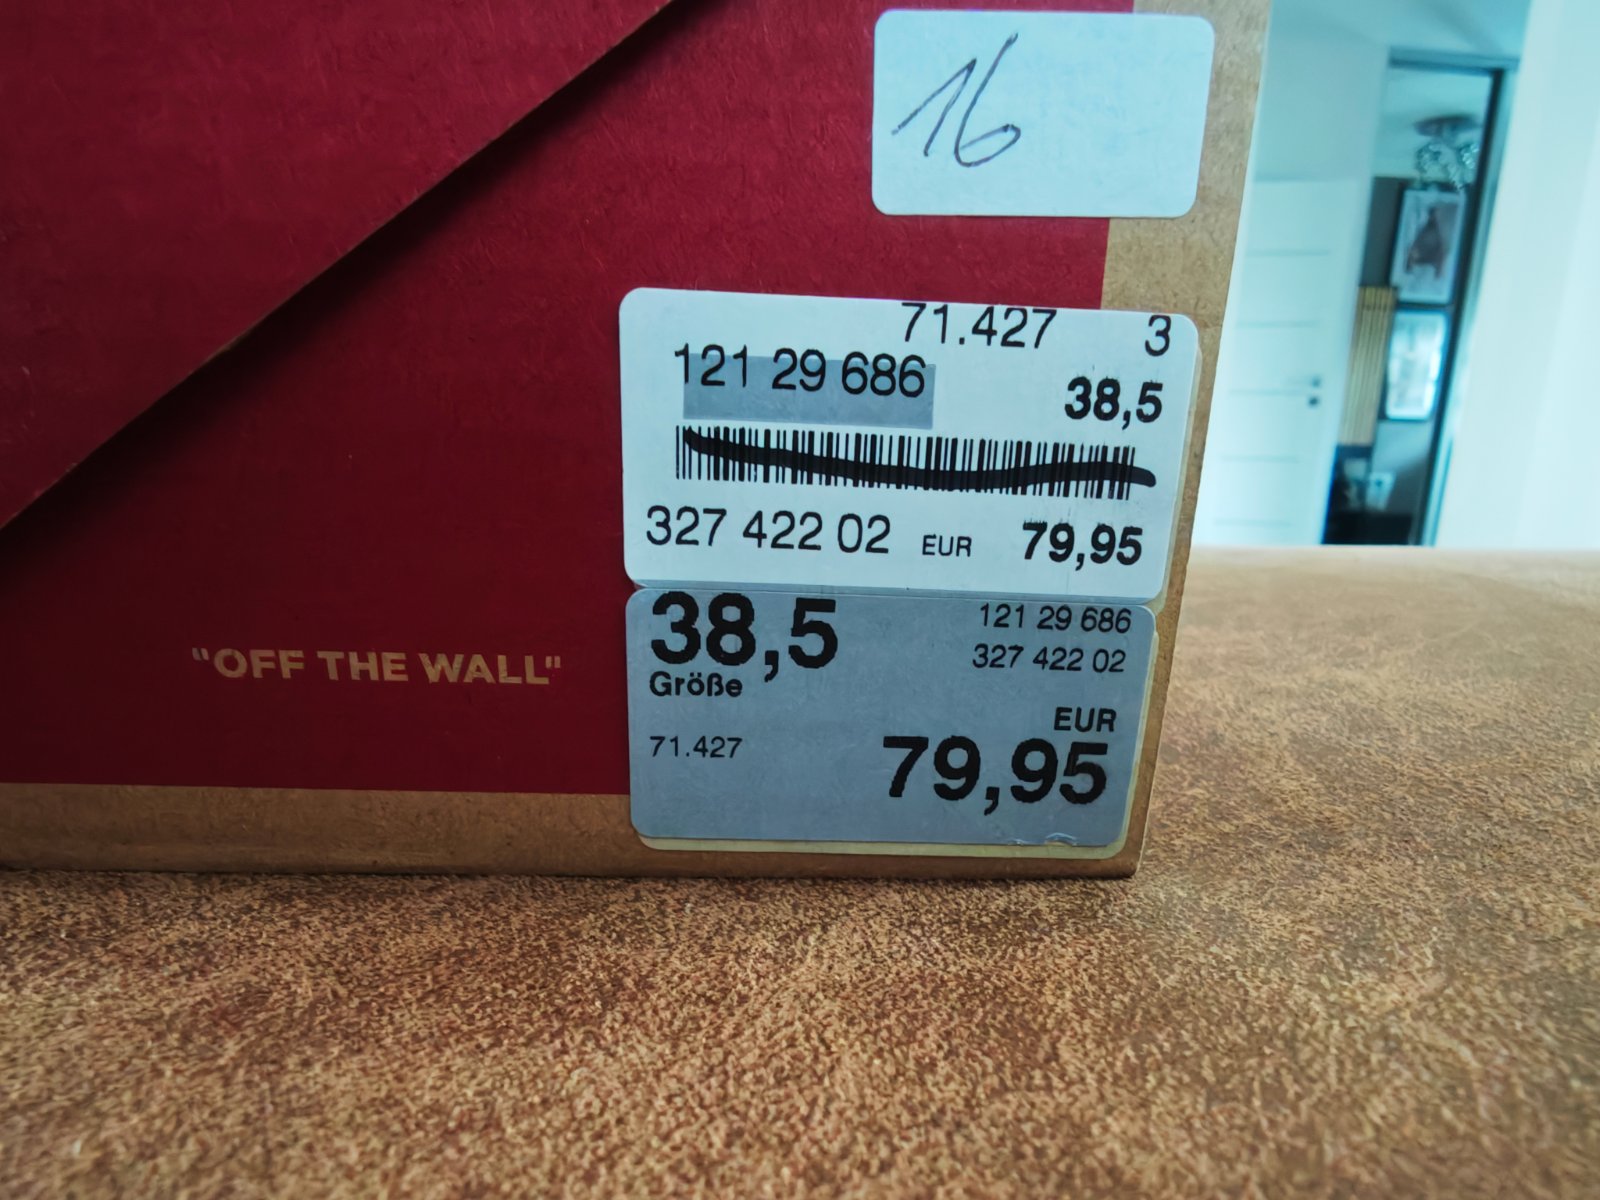 16
71.427 3
121 29 686 38,5
327 422 02 EUR 79,95
"OFF THE WALL"
38,5 121 29 686
Größe 327 422 02
EUR
71.427 79,95